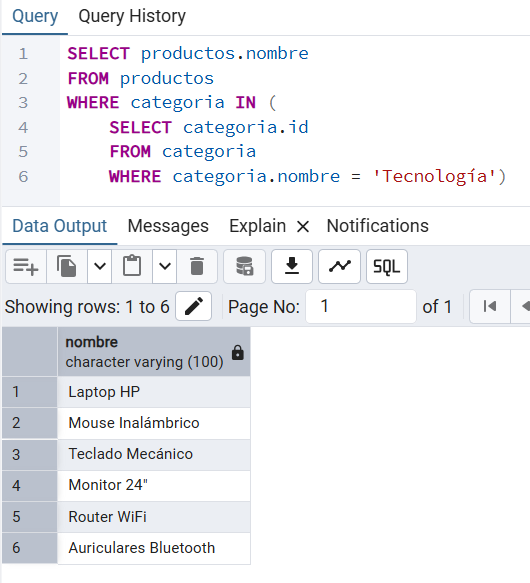 Query Query History
1 SELECT productos.nombre
2 FROM productos
3 WHERE categoria IN (
4 SELECT categoria.id
5 FROM categoria
6 WHERE categoria.nombre = 'Tecnología')
Data Output Messages Explain × Notifications
SQL
Showing rows: 1 to 6 Page No: 1 of 1
nombre
character varying (100)
1 Laptop HP
2 Mouse Inalámbrico
3 Teclado Mecánico
4 Monitor 24"
5 Router WiFi
6 Auriculares Bluetooth